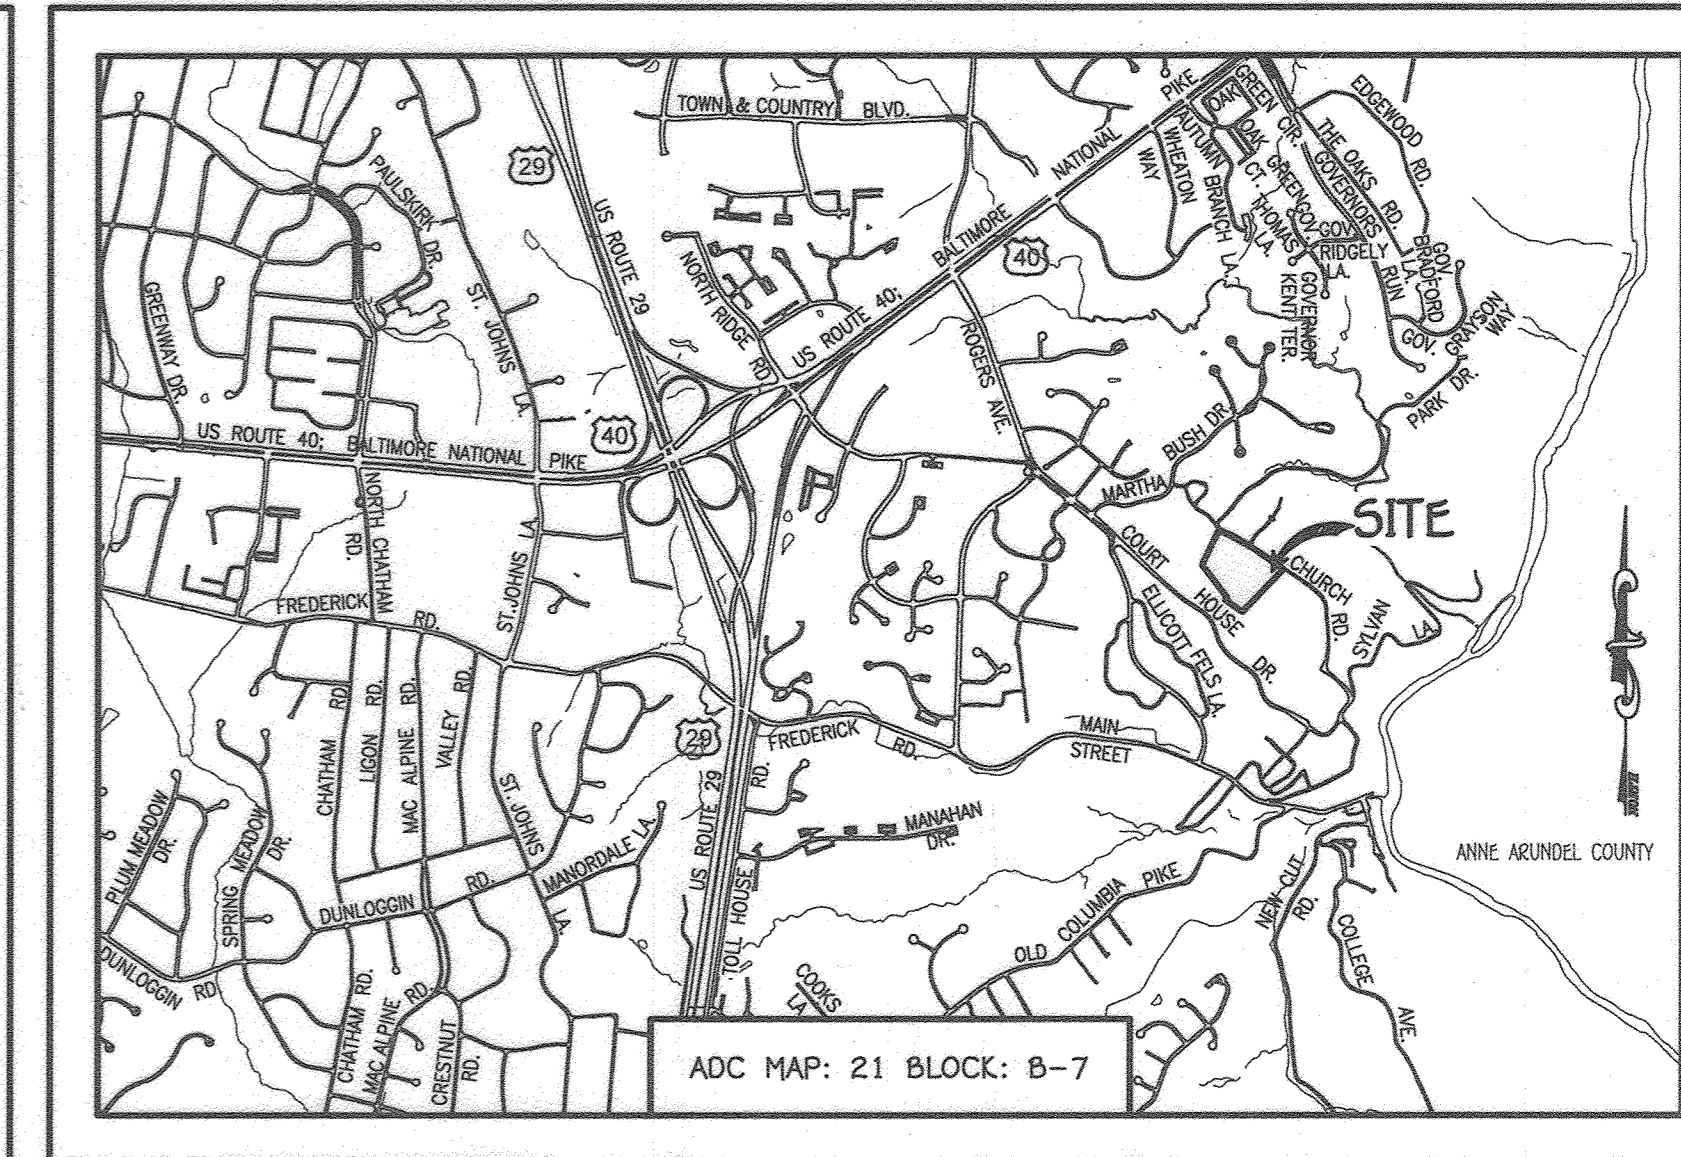 TOWN & COUNTRY BLVD.
PIKE
GREEN CIR.
OAK
EDGEWOOD RD.
THE OAKS RD.
29
PAULSKIRK DR.
US ROUTE 29
NATIONAL
WHEATON WAY
AUTUMN BRANCH LA.
OAK GREEN
CT.
GOVERNORS RUN
THOMAS LA.
GOV.
GOV.
RIDGELY
LA.
GOV. BRADFORD LA.
BALTIMORE
40
NORTH RIDGE RD.
GREENWAY DR.
ST. JOHNS LA.
US ROUTE 40;
GOVERNOR KENT TER.
GOV. GRAYSON WAY
ROGERS AVE.
PARK DR.
BUSH DR.
40
US ROUTE 40; BALTIMORE NATIONAL PIKE
NORTH CHATHAM RD.
MARTHA
SITE
ST. JOHNS LA
COURT HOUSE DR.
CHURCH RD.
SYLVAN LA.
FREDERICK RD.
ELLICOTT FELS LA.
CHATHAM RD.
LIGON RD.
MAC ALPINE RD.
VALLEY RD.
29
FREDERICK RD.
MAIN
STREET
ST. JOHNS LA.
US ROUTE 29
TOLL HOUSE RD.
PLUM MEADOW DR.
SPRING MEADOW DR.
MANORDALE LA.
MANAHAN
DR.
ANNE ARUNDEL COUNTY
DUNLOGGIN RD.
OLD COLUMBIA PIKE
NEW CUT RD.
COLLEGE AVE.
DUNLOGGIN RD
CHATHAM RD.
MAC ALPINE RD.
CRESTNUT RD.
COOKS LA
ADC MAP: 21 BLOCK: B-7